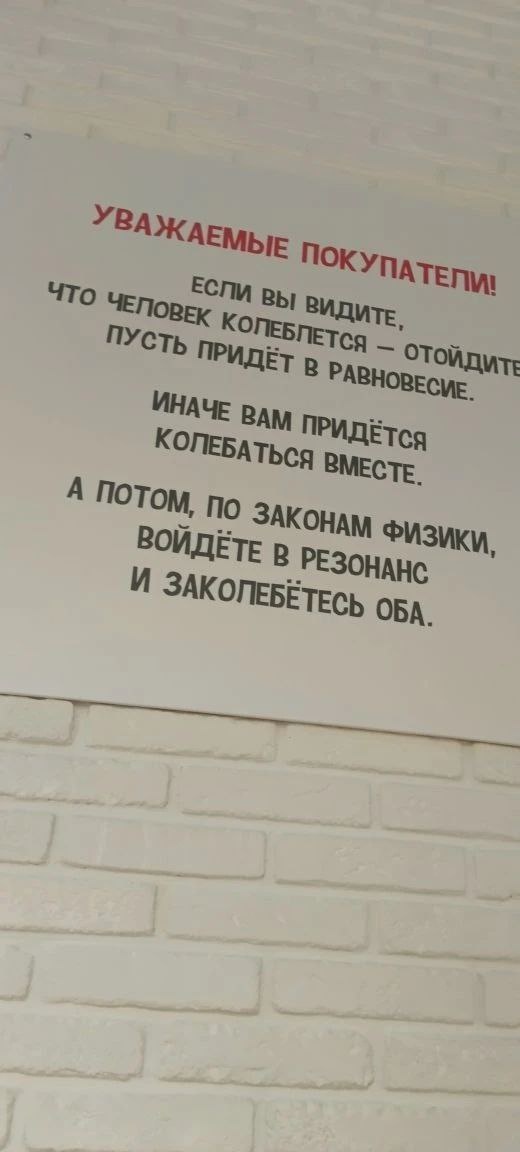 УВАЖАЕМЫЕ ПОКУПАТЕЛИ!
ЕСЛИ ВЫ ВИДИТЕ,
ЧТО ЧЕЛОВЕК КОЛЕБЛЕТСЯ – ОТОЙДИТЕ
ПУСТЬ ПРИДЁТ В РАВНОВЕСИЕ.
ИНАЧЕ ВАМ ПРИДЁТСЯ
КОЛЕБАТЬСЯ ВМЕСТЕ.
А ПОТОМ, ПО ЗАКОНАМ ФИЗИКИ,
ВОЙДЁТЕ В РЕЗОНАНС
И ЗАКОЛЕБЁТЕСЬ ОБА.